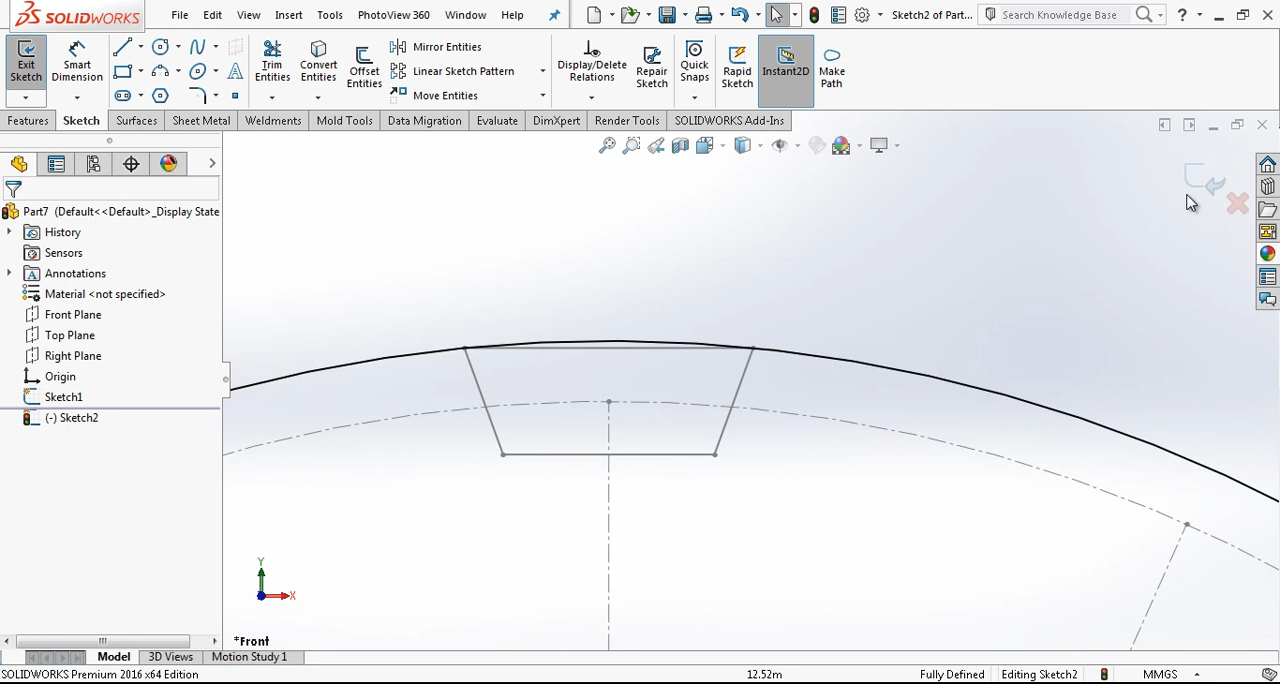 SOLIDWORKS File Edit View Insert Tools PhotoView 360 Window Help Sketch2 of Part... Search Knowledge Base ?
Exit Sketch Smart Dimension Trim Entities Convert Entities Offset Entities Mirror Entities Linear Sketch Pattern Move Entities Display/Delete Relations Repair Sketch Quick Snaps Rapid Sketch Instant2D Make Path
Features Sketch Surfaces Sheet Metal Weldments Mold Tools Data Migration Evaluate DimXpert Render Tools SOLIDWORKS Add-Ins
Part7 (Default<<Default>_Display State
History
Sensors
Annotations
Material <not specified>
Front Plane
Top Plane
Right Plane
Origin
Sketch1
(-) Sketch2
Y
X
*Front
Model 3D Views Motion Study 1
SOLIDWORKS Premium 2016 x64 Edition 12.52mm Fully Defined Editing Sketch2 MMGS